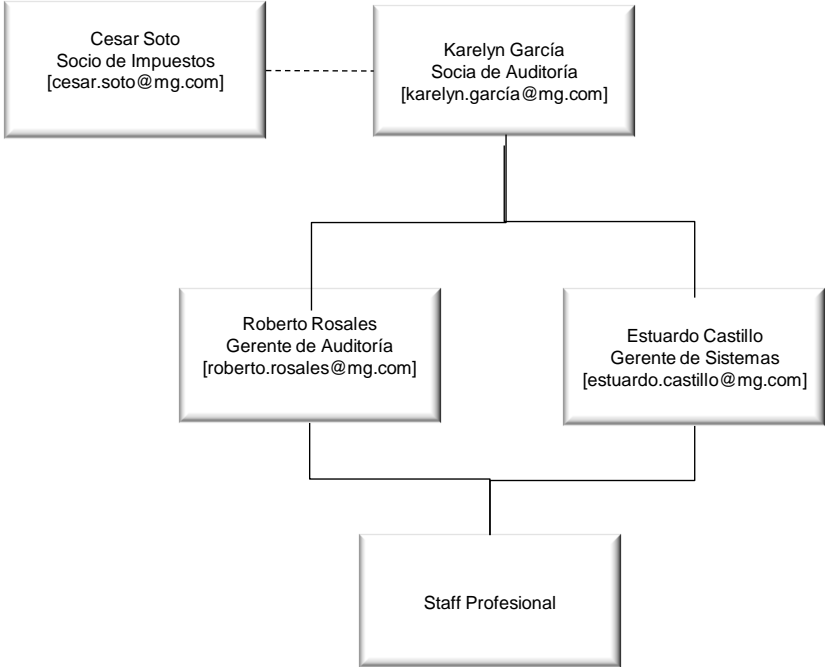 Cesar Soto
Socio de Impuestos
[cesar.soto@mg.com]
Karelyn García
Socia de Auditoría
[karelyn.garcía@mg.com]
Roberto Rosales
Gerente de Auditoría
[roberto.rosales@mg.com]
Estuardo Castillo
Gerente de Sistemas
[estuardo.castillo@mg.com]
Staff Profesional